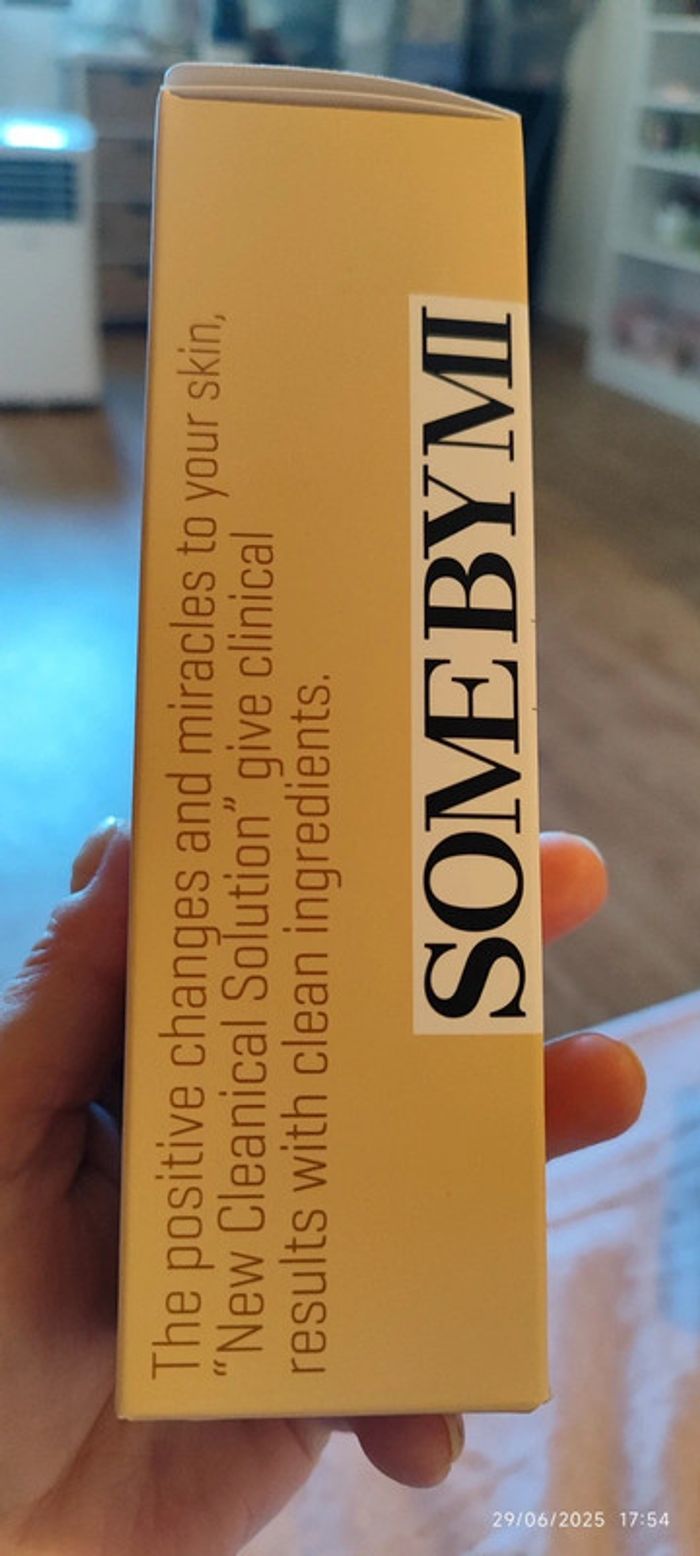 The positive changes and miracles to your skin,
“New Cleanical Solution” give clinical
results with clean ingredients.
SOMEBYMI
29/06/2025 17:54